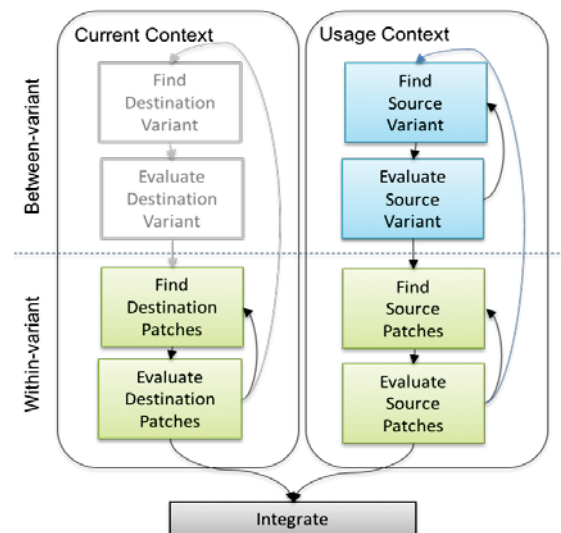 Current Context
Usage Context
Between-variant
Within-variant
Find
Destination
Variant
Evaluate
Destination
Variant
Find
Destination
Patches
Evaluate
Destination
Patches
Find
Source
Variant
Evaluate
Source
Variant
Find
Source
Patches
Evaluate
Source
Patches
Integrate